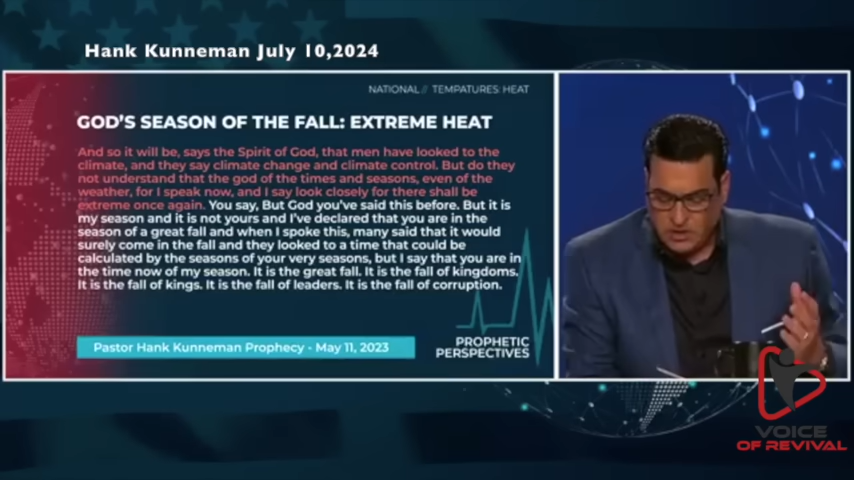 Hank Kunneman July 10,2024
NATIONAL // TEMPATURES: HEAT
GOD'S SEASON OF THE FALL: EXTREME HEAT
And so it will be, says the Spirit of God, that men have looked to the
climate, and they say climate change and climate control. But do they
not understand that the god of the times and seasons, even of the
weather, for I speak now, and I say look closely for there shall be
extreme once again. You say, But God you've said this before. But it is
my season and it is not yours and I've declared that you are in the
season of a great fall and when I spoke this, many said that it would
surely come in the fall and they looked to a time that could be
calculated by the seasons of your very seasons, but I say that you are in
the time now of my season. It is the great fall. It is the fall of kingdoms.
It is the fall of kings. It is the fall of leaders. It is the fall of corruption.
Pastor Hank Kunneman Prophecy - May 11, 2023
PROPHETIC
PERSPECTIVES
VOICE
OF REVIVAL